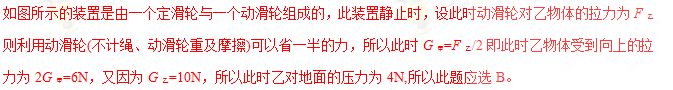 如图所示的装置是由一个定滑轮与一个动滑轮组成的，此装置静止时，设此时动滑轮对乙物体的拉力为 F 乙
则利用动滑轮(不计绳、动滑轮重及摩擦)可以省一半的力，所以此时 G 甲=F 乙/2 即此时乙物体受到向上的拉
力为 2G 甲=6N，又因为 G 乙=10N，所以此时乙对地面的压力为 4N,所以此题应选 B。